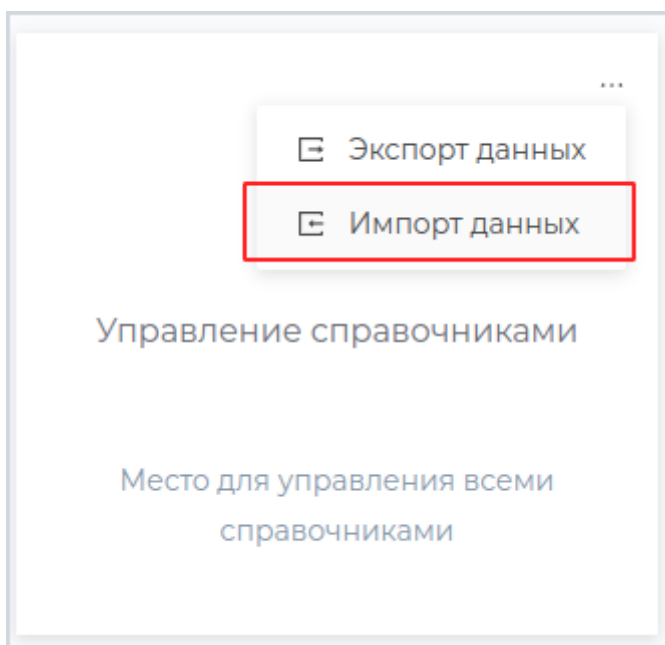 ...
Экспорт данных
Импорт данных
Управление справочниками
Место для управления всеми
справочниками